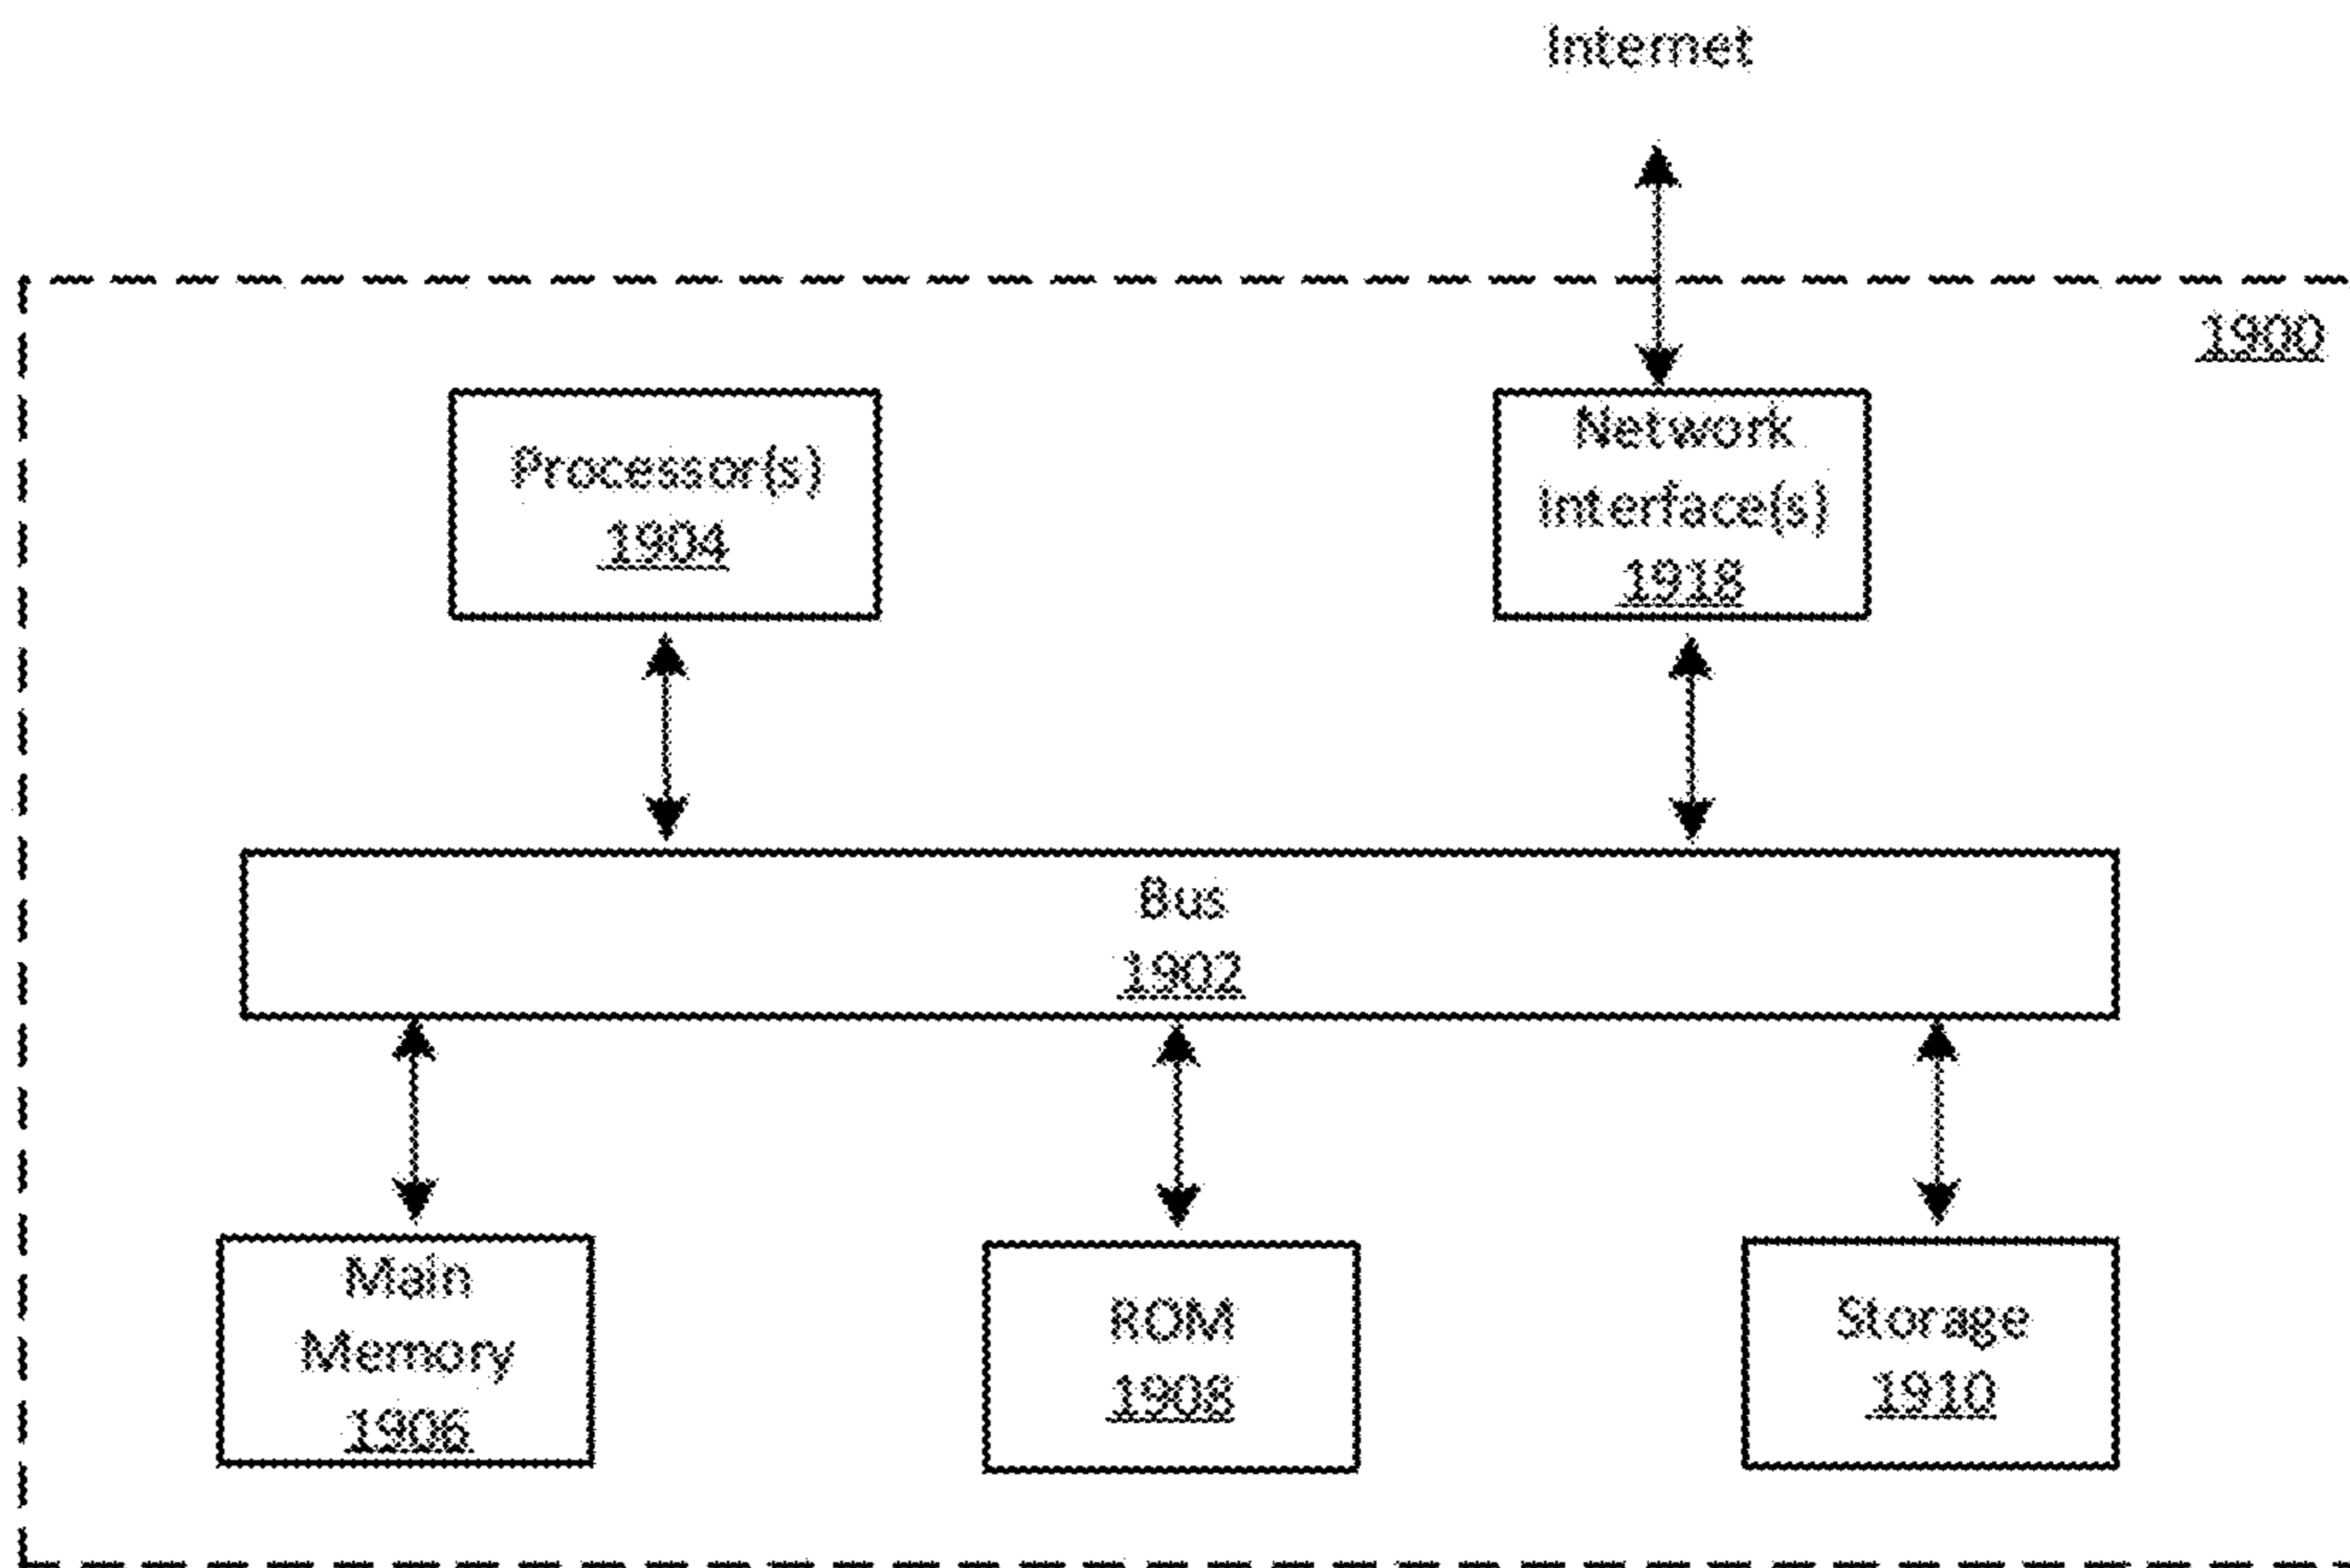 Internet
1900
Processor(s)
1904
Network
Interface(s)
1918
Bus
1902
Main
Memory
1906
ROM
1908
Storage
1910